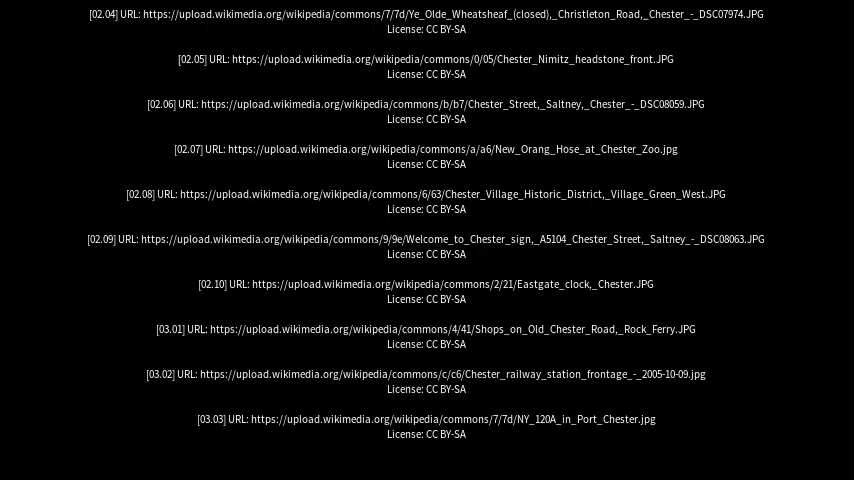 [02.04] URL: https://upload.wikimedia.org/wikipedia/commons/7/7d/Ye_Olde_Wheatsheaf_(closed),_Christleton_Road,_Chester_-_DSC07974.JPG
License: CC BY-SA
[02.05] URL: https://upload.wikimedia.org/wikipedia/commons/0/05/Chester_Nimitz_headstone_front.JPG
License: CC BY-SA
[02.06] URL: https://upload.wikimedia.org/wikipedia/commons/b/b7/Chester_Street,_Saltney,_Chester_-_DSC08059.JPG
License: CC BY-SA
[02.07] URL: https://upload.wikimedia.org/wikipedia/commons/a/a6/New_Orang_Hose_at_Chester_Zoo.jpg
License: CC BY-SA
[02.08] URL: https://upload.wikimedia.org/wikipedia/commons/6/63/Chester_Village_Historic_District,_Village_Green_West.JPG
License: CC BY-SA
[02.09] URL: https://upload.wikimedia.org/wikipedia/commons/9/9e/Welcome_to_Chester_sign,_A5104_Chester_Street,_Saltney_-_DSC08063.JPG
License: CC BY-SA
[02.10] URL: https://upload.wikimedia.org/wikipedia/commons/2/21/Eastgate_clock,_Chester.JPG
License: CC BY-SA
[03.01] URL: https://upload.wikimedia.org/wikipedia/commons/4/41/Shops_on_Old_Chester_Road,_Rock_Ferry.JPG
License: CC BY-SA
[03.02] URL: https://upload.wikimedia.org/wikipedia/commons/c/c6/Chester_railway_station_frontage_-_2005-10-09.jpg
License: CC BY-SA
[03.03] URL: https://upload.wikimedia.org/wikipedia/commons/7/7d/NY_120A_in_Port_Chester.jpg
License: CC BY-SA